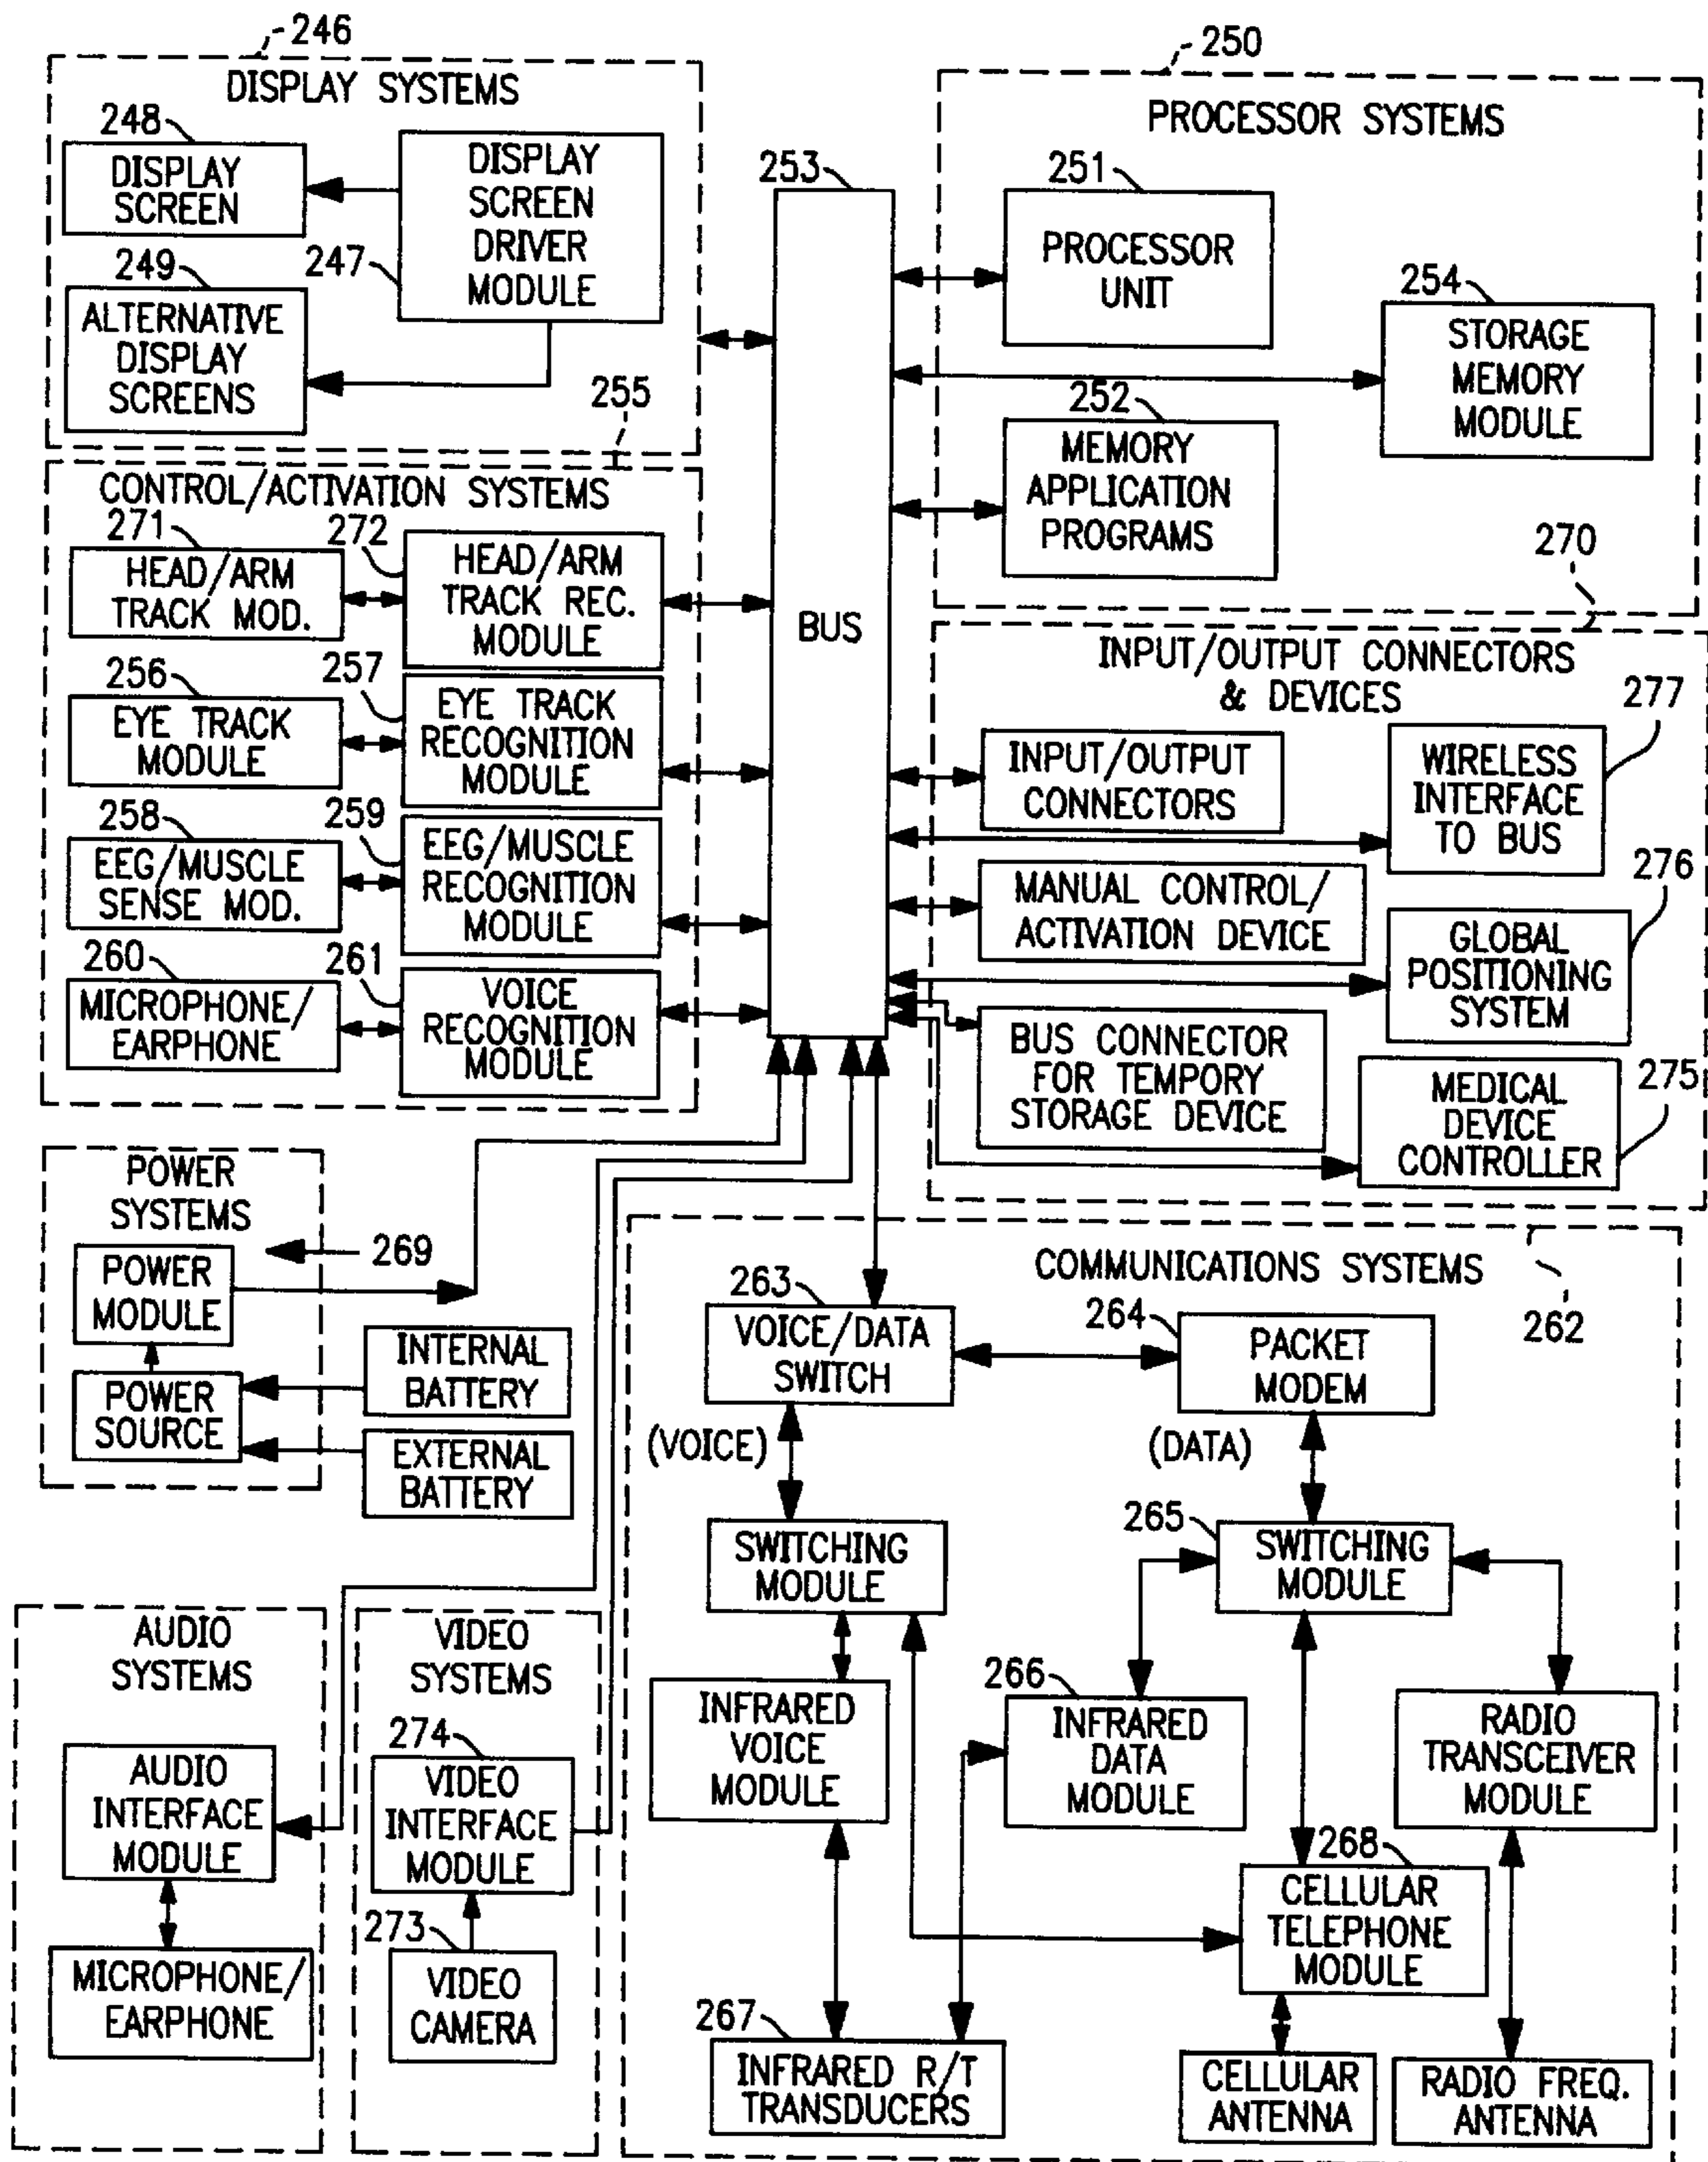 246
DISPLAY SYSTEMS
248
DISPLAY
SCREEN
DISPLAY
SCREEN
DRIVER
MODULE
247
249
ALTERNATIVE
DISPLAY
SCREENS
250
PROCESSOR SYSTEMS
253
BUS
251
PROCESSOR
UNIT
254
STORAGE
MEMORY
MODULE
252
MEMORY
APPLICATION
PROGRAMS
255
CONTROL/ACTIVATION SYSTEMS
271
HEAD/ARM
TRACK MOD.
272
HEAD/ARM
TRACK REC.
MODULE
256
EYE TRACK
MODULE
257
EYE TRACK
RECOGNITION
MODULE
258
EEG/MUSCLE
SENSE MOD.
259
EEG/MUSCLE
RECOGNITION
MODULE
260
MICROPHONE/
EARPHONE
261
VOICE
RECOGNITION
MODULE
270
INPUT/OUTPUT CONNECTORS
& DEVICES
INPUT/OUTPUT
CONNECTORS
277
WIRELESS
INTERFACE
TO BUS
MANUAL CONTROL/
ACTIVATION DEVICE
276
GLOBAL
POSITIONING
SYSTEM
BUS CONNECTOR
FOR TEMPORY
STORAGE DEVICE
275
MEDICAL
DEVICE
CONTROLLER
POWER
SYSTEMS
269
POWER
MODULE
POWER
SOURCE
INTERNAL
BATTERY
EXTERNAL
BATTERY
COMMUNICATIONS SYSTEMS
262
263
VOICE/DATA
SWITCH
264
PACKET
MODEM
(VOICE)
(DATA)
SWITCHING
MODULE
265
SWITCHING
MODULE
INFRARED
VOICE
MODULE
266
INFRARED
DATA
MODULE
RADIO
TRANSCEIVER
MODULE
268
CELLULAR
TELEPHONE
MODULE
267
INFRARED R/T
TRANSDUCERS
CELLULAR
ANTENNA
RADIO FREQ.
ANTENNA
AUDIO
SYSTEMS
AUDIO
INTERFACE
MODULE
MICROPHONE/
EARPHONE
VIDEO
SYSTEMS
274
VIDEO
INTERFACE
MODULE
273
VIDEO
CAMERA